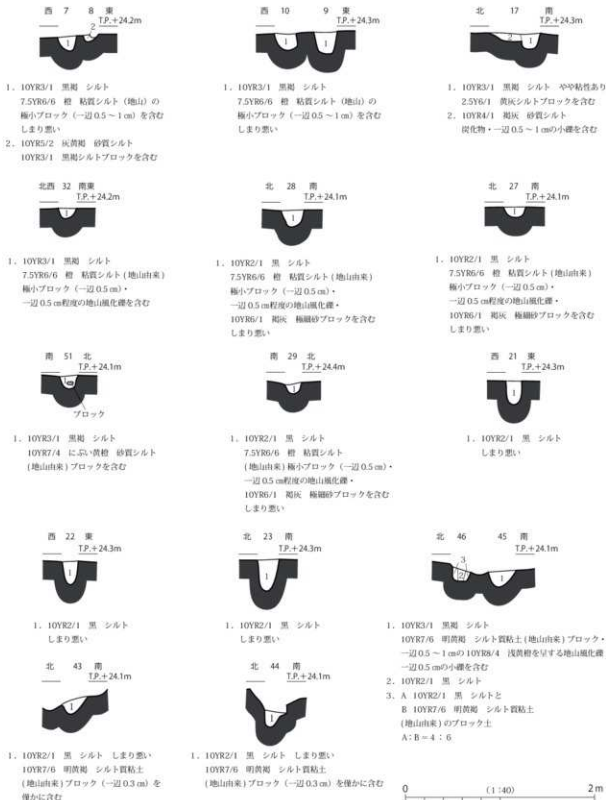 西 7 8 東
T.P.+24.2m
2
1
1. 10YR3/1 黒褐 シルト
7.5YR6/6 橙 粘質シルト（地山）の
極小ブロック（一辺 0.5 ~ 1 ㎝）を含む
しまり悪い
2. 10YR5/2 灰黄褐 砂質シルト
10YR3/1 黒褐シルトブロックを含む
西 10 9 東
T.P.+24.3m
1 1
1. 10YR3/1 黒褐 シルト
7.5YR6/6 橙 粘質シルト（地山）の
極小ブロック（一辺 0.5 ~ 1 ㎝）を含む
しまり悪い
北 17 南
T.P.+24.3m
2
1
1. 10YR3/1 黒褐 シルト やや粘性あり
2.5Y6/1 黄灰シルトブロックを含む
2. 10YR4/1 褐灰 砂質シルト
炭化物・一辺 0.5 ~ 1 ㎝の小礫を含む
北西 32 南東
T.P.+24.2m
1
1. 10YR3/1 黒褐 シルト
7.5YR6/6 橙 粘質シルト ( 地山由来 )
極小ブロック（一辺 0.5 ㎝）・
一辺 0.5 ㎝程度の地山風化礫を含む
北 28 南
T.P.+24.1m
1
1. 10YR2/1 黒 シルト
7.5YR6/6 橙 粘質シルト ( 地山由来 )
極小ブロック（一辺 0.5 ㎝）・
一辺 0.5 ㎝程度の地山風化礫・
10YR6/1 褐灰 極細砂ブロックを含む
しまり悪い
北 27 南
T.P.+24.1m
1
1. 10YR2/1 黒 シルト
7.5YR6/6 橙 粘質シルト ( 地山由来 )
極小ブロック（一辺 0.5 ㎝）・
一辺 0.5 ㎝程度の地山風化礫・
10YR6/1 褐灰 極細砂ブロックを含む
しまり悪い
南 51 北
T.P.+24.1m
1
ブロック
1. 10YR3/1 黒褐 シルト
10YR7/4 にぶい黄橙 砂質シルト
( 地山由来 ) ブロックを含む
南 29 北
T.P.+24.4m
1
1. 10YR2/1 黒 シルト
7.5YR6/6 橙 粘質シルト
( 地山由来 ) 極小ブロック（一辺 0.5 ㎝）・
一辺 0.5 ㎝程度の地山風化礫・
10YR6/1 褐灰 極細砂ブロックを含む
しまり悪い
西 21 東
T.P.+24.3m
1
1. 10YR2/1 黒 シルト
しまり悪い
西 22 東
T.P.+24.3m
1
1. 10YR2/1 黒 シルト
しまり悪い
北 23 南
T.P.+24.3m
1
1. 10YR2/1 黒 シルト
しまり悪い
北 46 45 南
T.P.+24.1m
3
2 1
1. 10YR3/1 黒褐 シルト
10YR7/6 明黄褐 シルト質粘土 ( 地山由来 ) ブロック・
一辺 0.5 ~ 1 ㎝の 10YR8/4 浅黄橙を呈する地山風化礫
一辺 0.5 ㎝の小礫を含む
2. 10YR2/1 黒 シルト
3. A 10YR2/1 黒 シルトと
B 10YR7/6 明黄褐 シルト質粘土
( 地山由来 ) のブロック土
A : B = 4 : 6
北 43 南
T.P.+24.1m
1
1. 10YR2/1 黒 シルト しまり悪い
10YR7/6 明黄褐 シルト質粘土
( 地山由来 ) ブロック（一辺 0.3 ㎝）を
僅かに含む
北 44 南
T.P.+24.1m
1
1. 10YR2/1 黒 シルト しまり悪い
10YR7/6 明黄褐 シルト質粘土
( 地山由来 ) ブロック（一辺 0.3 ㎝）を僅かに含む
0 (1:40) 2 m